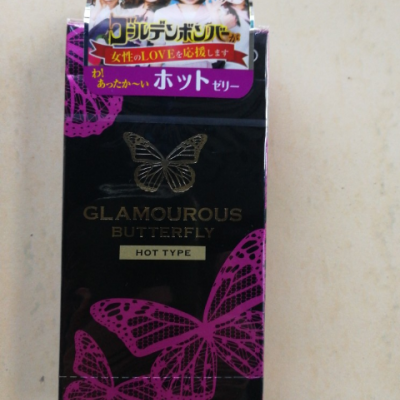 ゴールデンボンバーが
女性のLOVEを応援します
わ!
あったか〜い ホットゼリー
GLAMOUROUS
BUTTERFLY
HOT TYPE